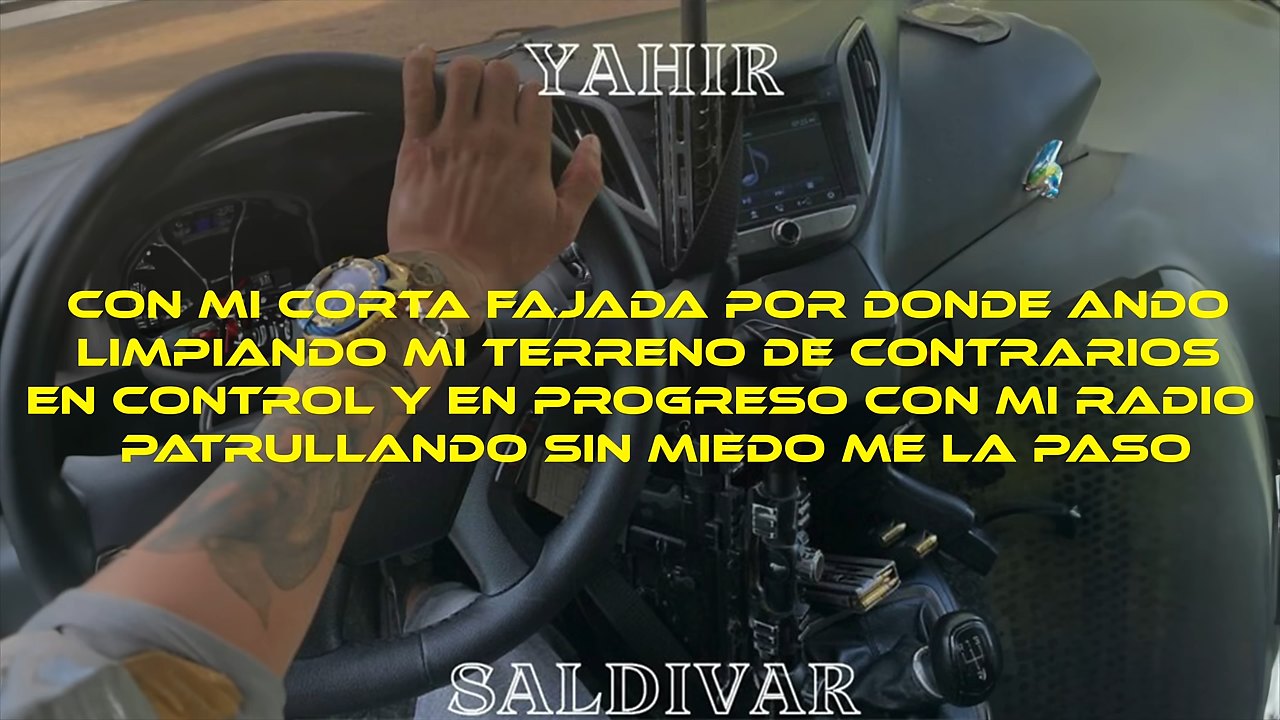 YAHIR
CON MI CORTA FAJADA POR DONDE ANDO
LIMPIANDO MI TERRENO DE CONTRARIOS
EN CONTROL Y EN PROGRESO CON MI RADIO
PATRULLANDO SIN MIEDO ME LA PASO
SALDIVAR